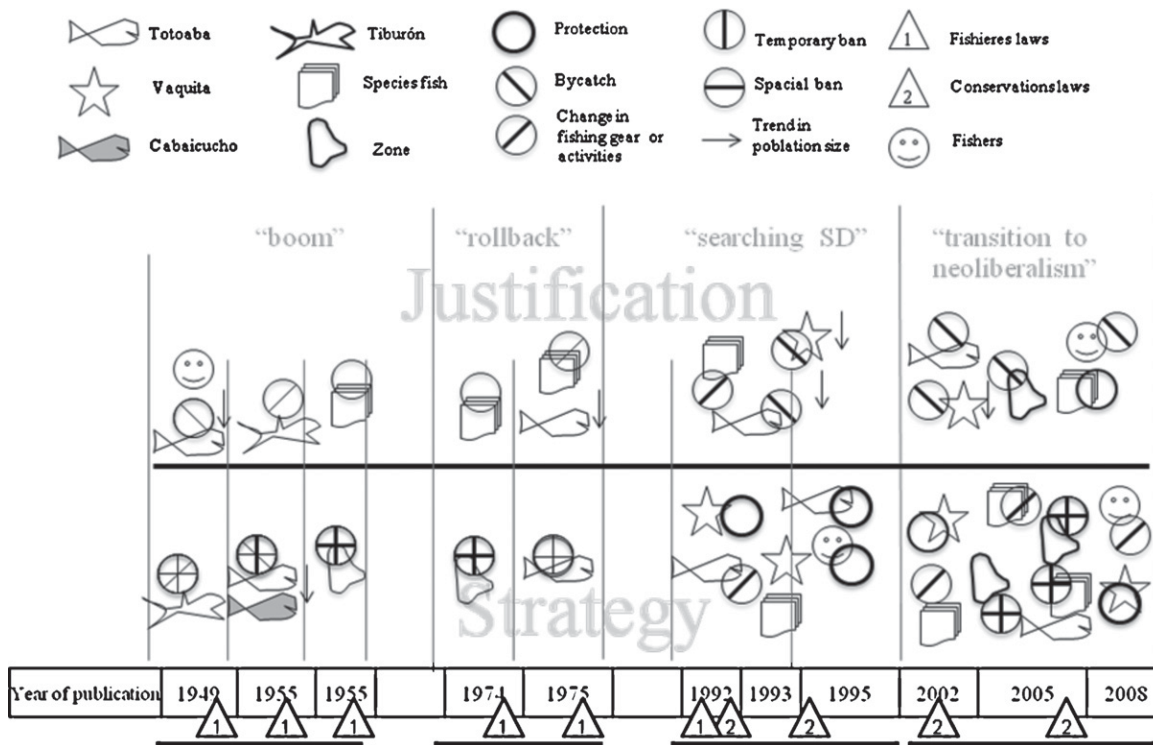 Totoaba
Tiburón
Protection
Temporary ban
1
Fishieres laws
Vaquita
Species fish
Bycatch
Spacial ban
2
Conservations laws
Cabaicucho
Zone
Change in
fishing gear or
activities
Trend in
poblation size
Fishers
"boom"
"rollback"
"searching SD"
"transition to
neoliberalism"
Justification
Strategy
Year of publication 1949 1955 1955 1974 1975 1992 1993 1995 2002 2005 2008
1 1 1 1 1 1 2 2 2 2